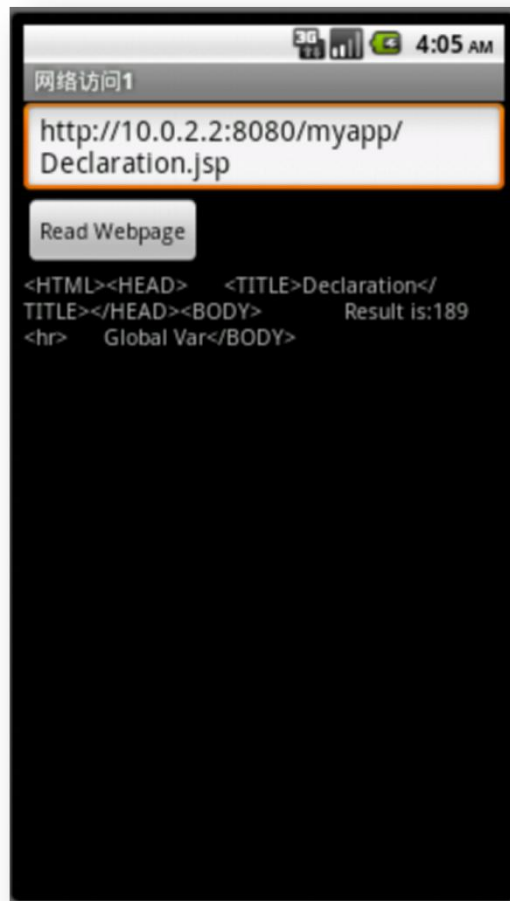 3G
4:05 AM
网络访问1
http://10.0.2.2:8080/myapp/
Declaration.jsp
Read Webpage
<HTML><HEAD> <TITLE>Declaration</
TITLE></HEAD><BODY> Result is:189
<hr> Global Var</BODY>